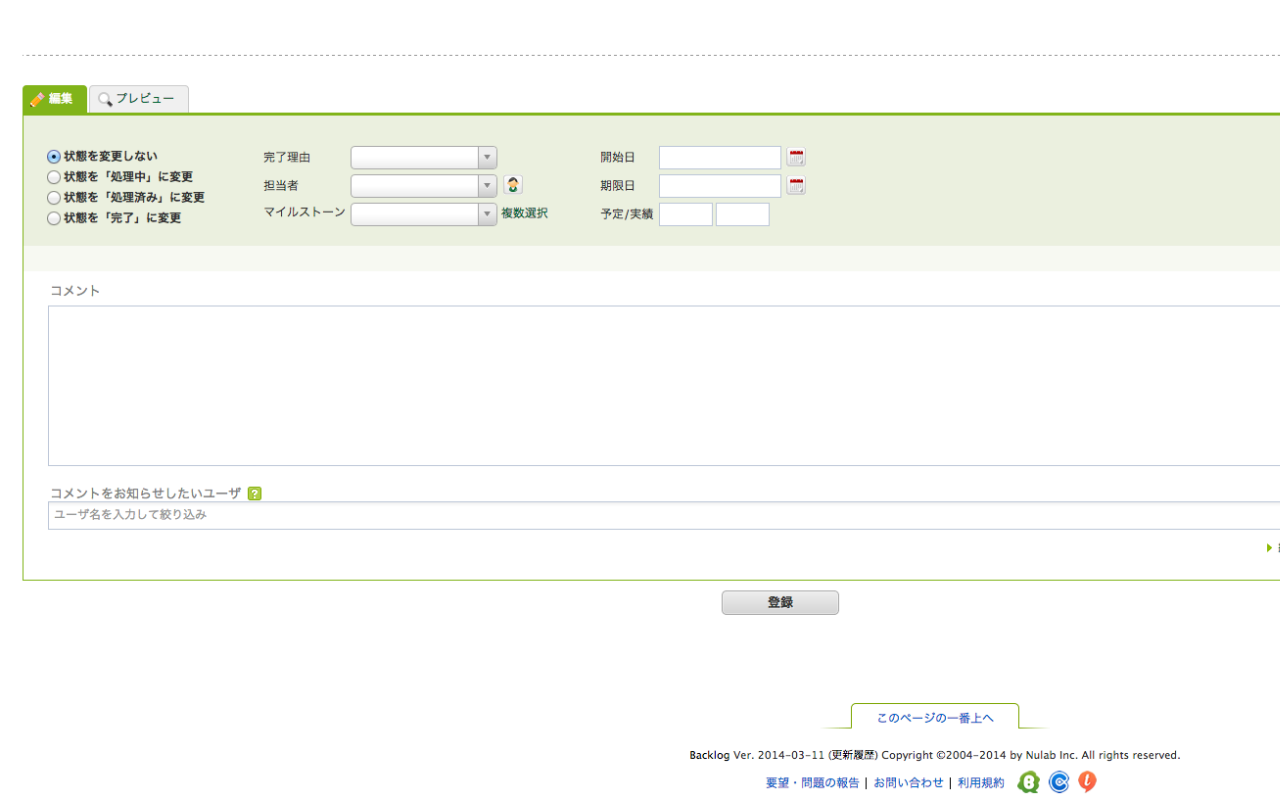 編集 プレビュー
状態を変更しない 完了理由 開始日
状態を「処理中」に変更 担当者 期限日
状態を「処理済み」に変更 マイルストーン 複数選択 予定/実績
状態を「完了」に変更
コメント
コメントをお知らせしたいユーザ ?
ユーザ名を入力して絞り込み
登録
このページの一番上へ
Backlog Ver. 2014-03-11 (更新履歴) Copyright ©2004-2014 by Nulab Inc. All rights reserved.
要望・問題の報告 | お問い合わせ | 利用規約